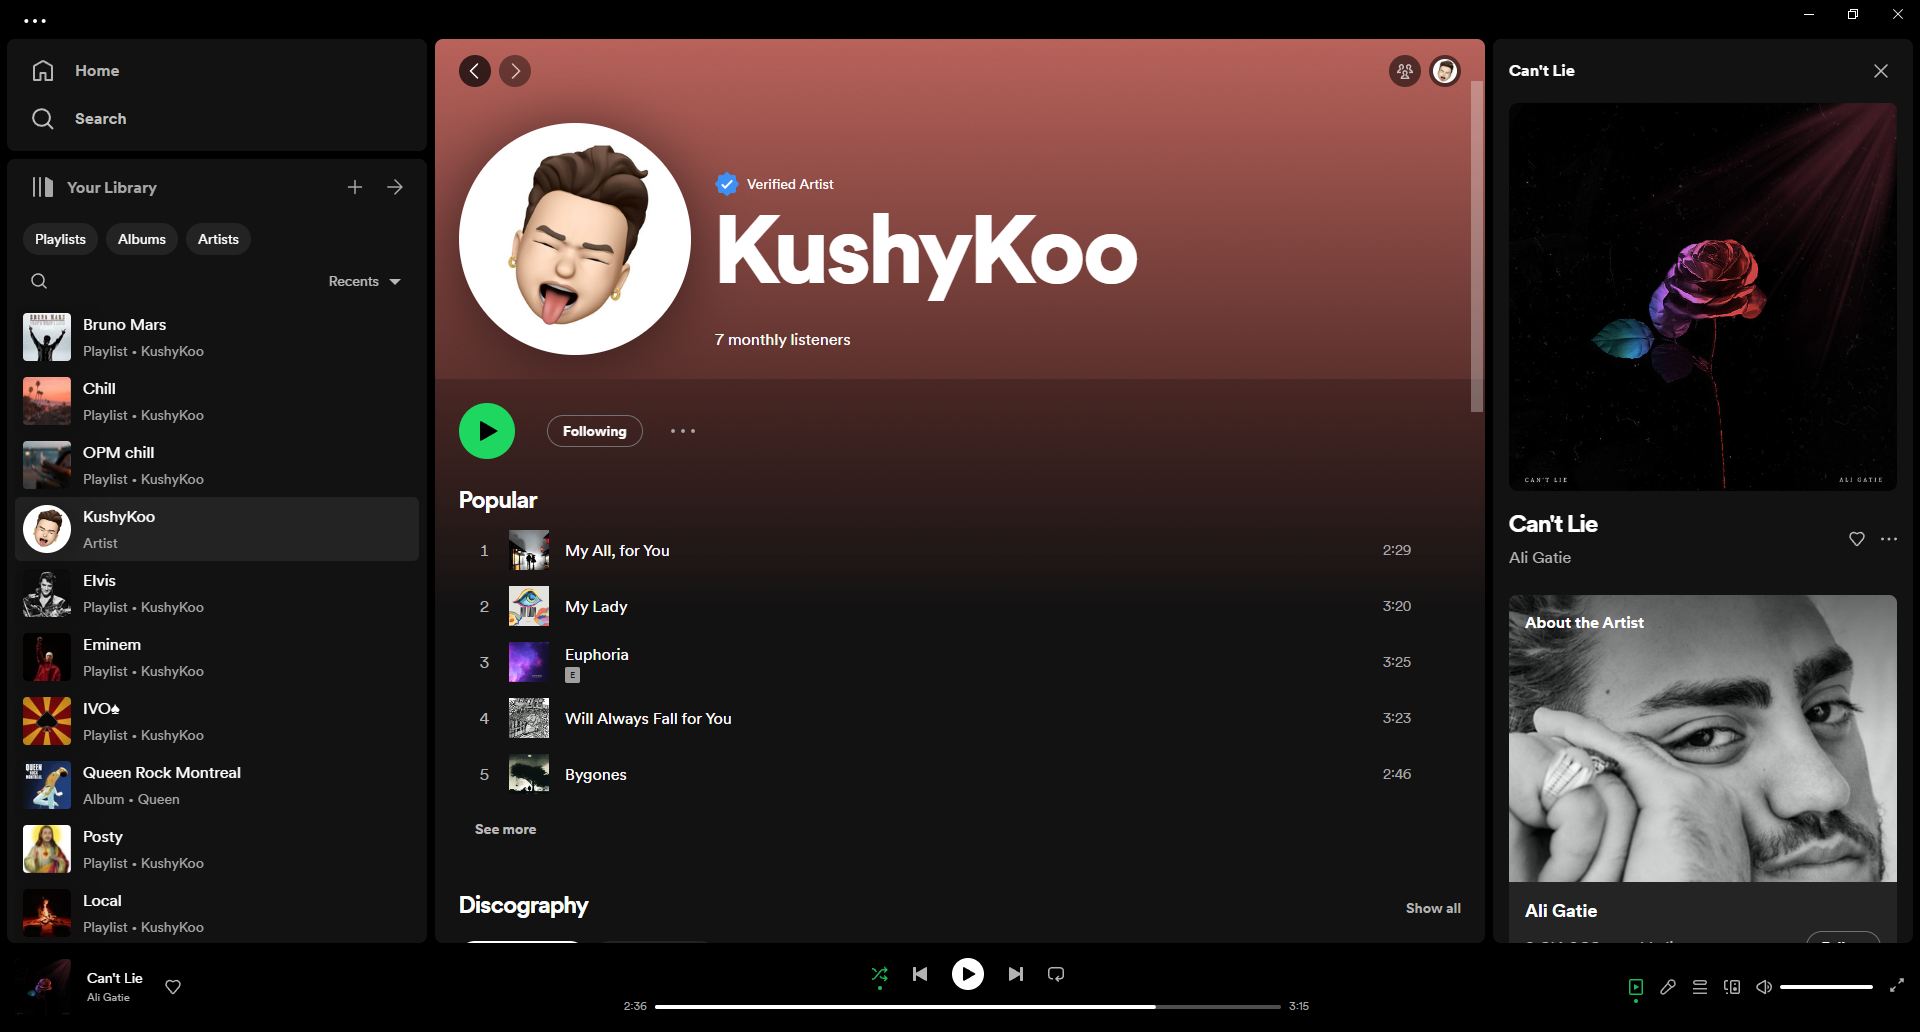 Home
Search
Your Library
Playlists
Albums
Artists
Recents
BRUNO MARS
Bruno Mars
Playlist • KushyKoo
Chill
Playlist • KushyKoo
OPM chill
Playlist • KushyKoo
KushyKoo
Artist
Elvis
Playlist • KushyKoo
Eminem
Playlist • KushyKoo
IVO♠
Playlist • KushyKoo
QUEEN
ROCK
MONTREAL
Queen Rock Montreal
Album • Queen
Posty
Playlist • KushyKoo
Local
Playlist • KushyKoo
Verified Artist
KushyKoo
7 monthly listeners
Following
Popular
1 My All, for You 2:29
2 My Lady 3:20
3 Euphoria 3:25
E
4 Will Always Fall for You 3:23
5 Bygones 2:46
See more
Discography
Show all
Can't Lie
CAN'T LIE
ALI GATIE
Can't Lie
Ali Gatie
About the Artist
Ali Gatie
Can't Lie
Ali Gatie
2:36
3:15